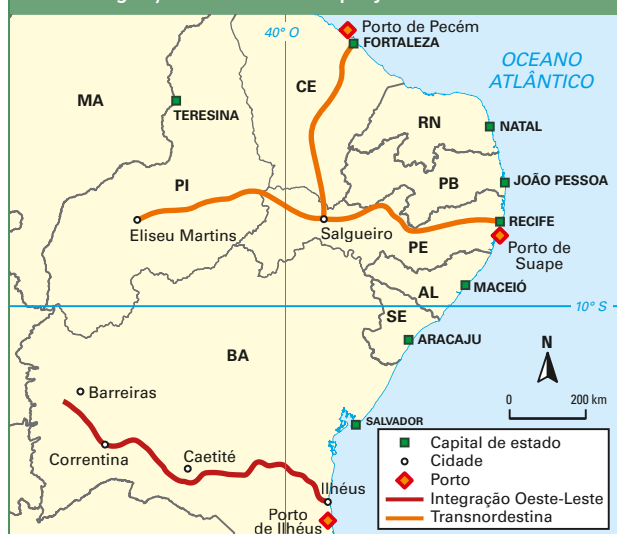 Porto de Pecém
40° O
FORTALEZA
OCEANO
ATLÂNTICO
CE
MA
TERESINA
RN
NATAL
PI
PB
JOÃO PESSOA
RECIFE
Eliseu Martins
Salgueiro
PE
Porto de
Suape
AL
MACEIÓ
10° S
SE
ARACAJU
N
BA
Barreiras
0 200 km
SALVADOR
Correntina
Caetité
Ilhéus
Porto
de Ilhéus
Capital de estado
Cidade
Porto
Integração Oeste-Leste
Transnordestina